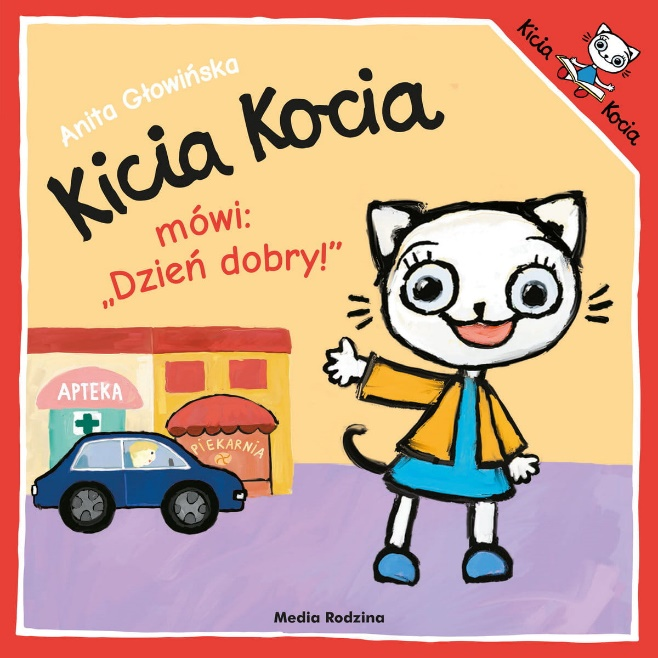 Anita Głowińska
Kicia Kocia
mówi:
„Dzień dobry!”
Kicia
Kocia
APTEKA
PIEKARNIA
Media Rodzina